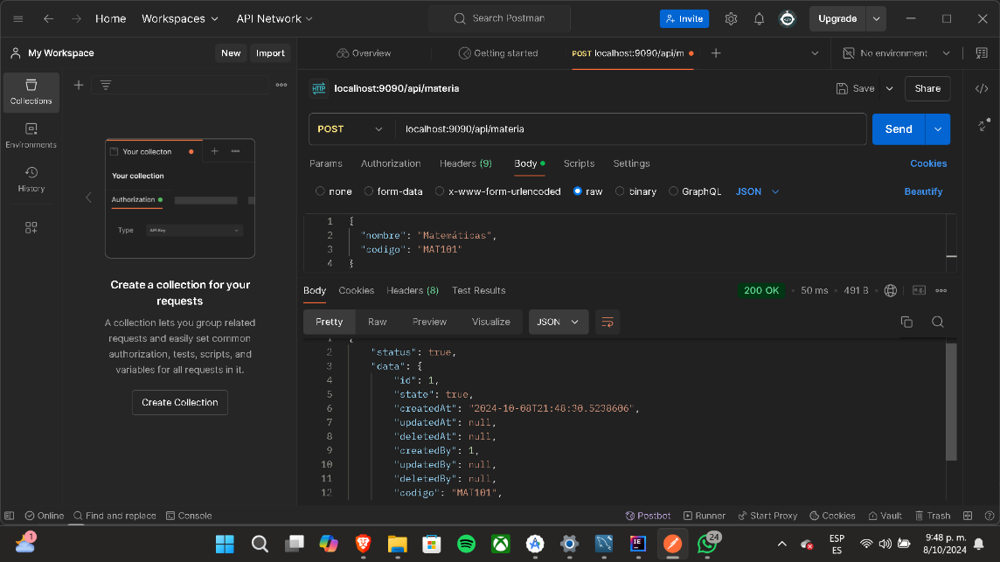 Home Workspaces API Network Search Postman Invite Upgrade
My Workspace New Import Overview Getting started POST localhost:9090/api/m No environment
HTTP localhost:9090/api/materia Save Share
Collections
Environments
History
Your collecton
Your collection
Authorization
Type API Key
Create a collection for your
requests
A collection lets you group related
requests and easily set common
authorization, tests, scripts, and
variables for all requests in it.
Create Collection
POST localhost:9090/api/materia Send
Params Authorization Headers (9) Body Scripts Settings Cookies
none form-data x-www-form-urlencoded raw binary GraphQL JSON Beautify
1 {
2 "nombre": "Matemáticas",
3 "codigo": "MAT101"
4 }
Body Cookies Headers (8) Test Results 200 OK 50 ms 491 B
Pretty Raw Preview Visualize JSON
1 {
2 "status": true,
3 "data": {
4 "id": 1,
5 "state": true,
6 "createdAt": "2024-10-08T21:48:30.5238606",
7 "updatedAt": null,
8 "deletedAt": null,
9 "createdBy": 1,
10 "updatedBy": null,
11 "deletedBy": null,
12 "codigo": "MAT101",
Online Find and replace Console Postbot Runner Start Proxy Cookies Vault Trash
1 24 ESP 9:48 p. m.
ES 8/10/2024